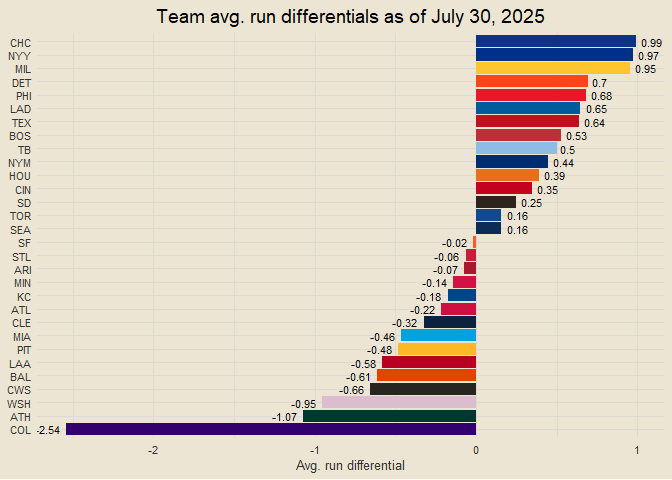 Team avg. run differentials as of July 30, 2025
CHC 0.99
NYY 0.97
MIL 0.95
DET 0.7
PHI 0.68
LAD 0.65
TEX 0.64
BOS 0.53
TB 0.5
NYM 0.44
HOU 0.39
CIN 0.35
SD 0.25
TOR 0.16
SEA 0.16
SF -0.02
STL -0.06
ARI -0.07
MIN -0.14
KC -0.18
ATL -0.22
CLE -0.32
MIA -0.46
PIT -0.48
LAA -0.58
BAL -0.61
CWS -0.66
WSH -0.95
ATH -1.07
COL -2.54
-2 -1 0 1
Avg. run differential